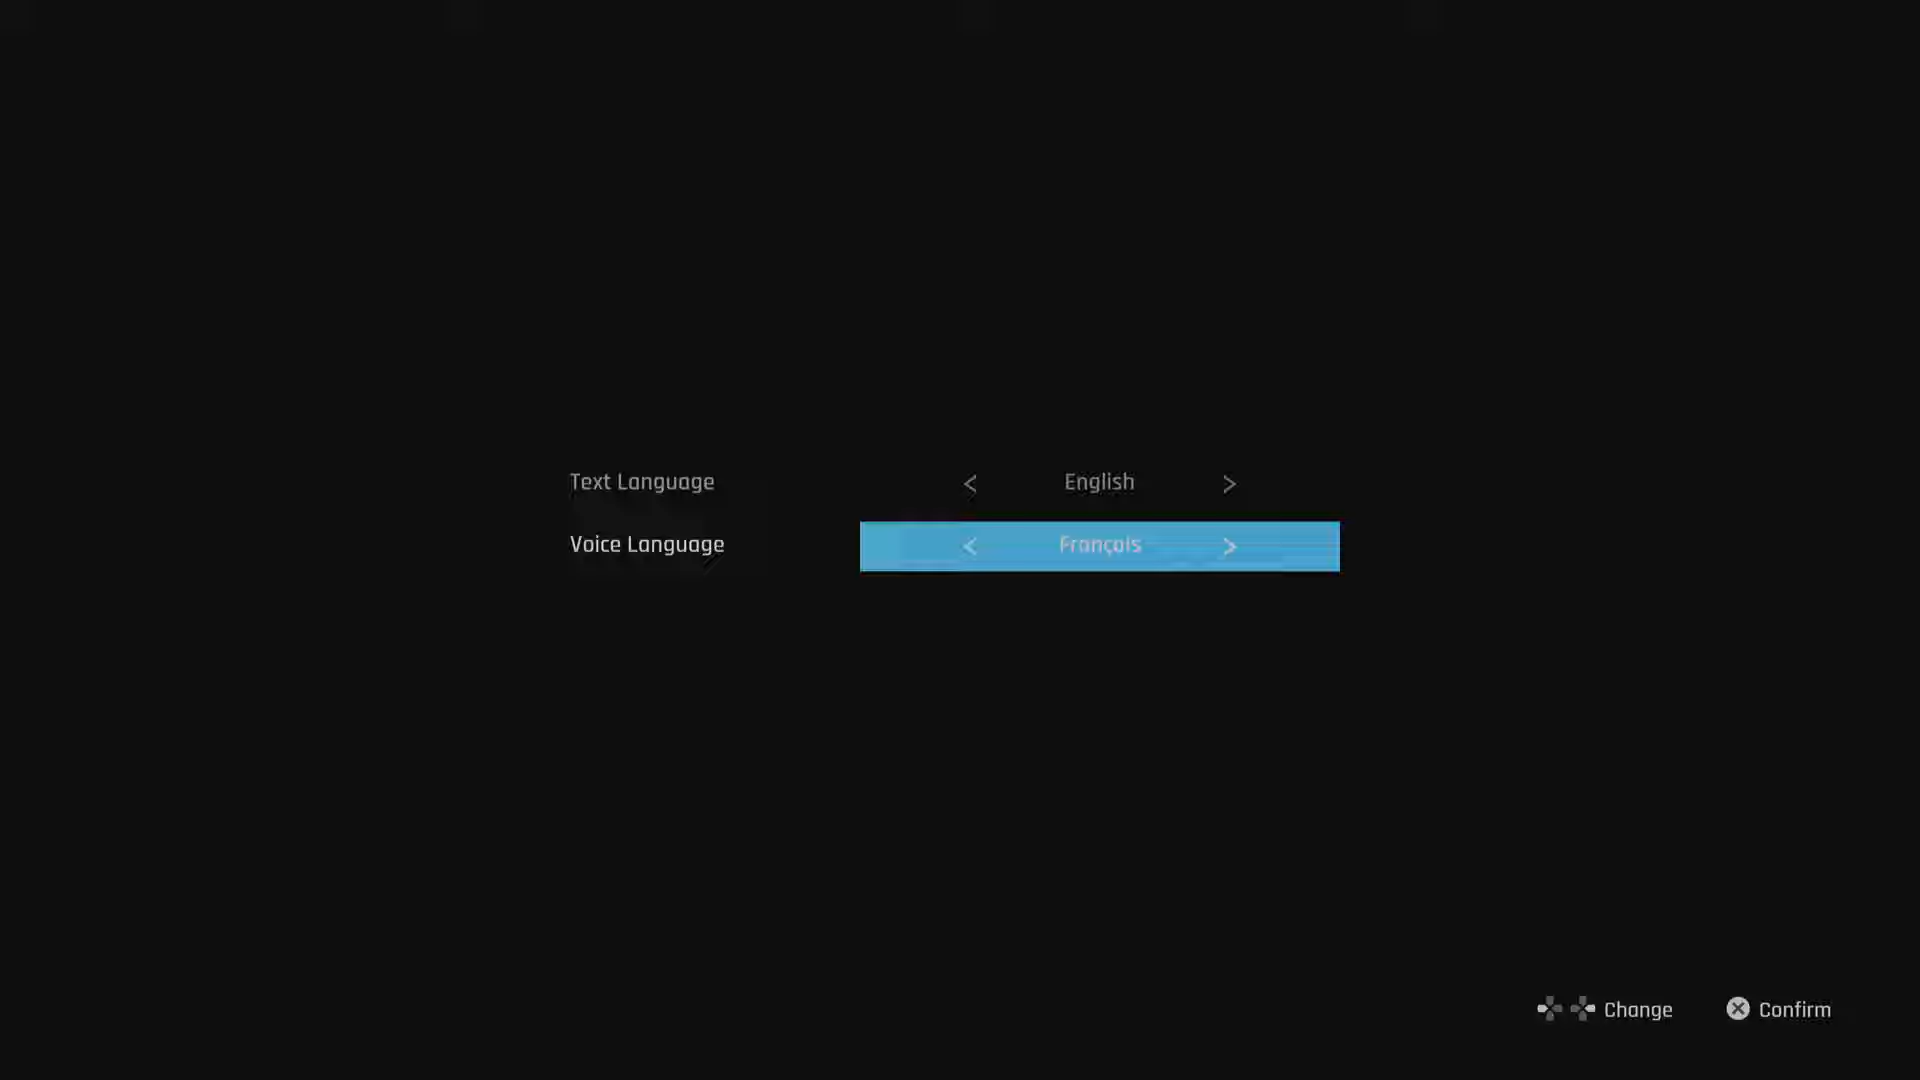 Text Language < English >
Voice Language < Français >
Change Confirm